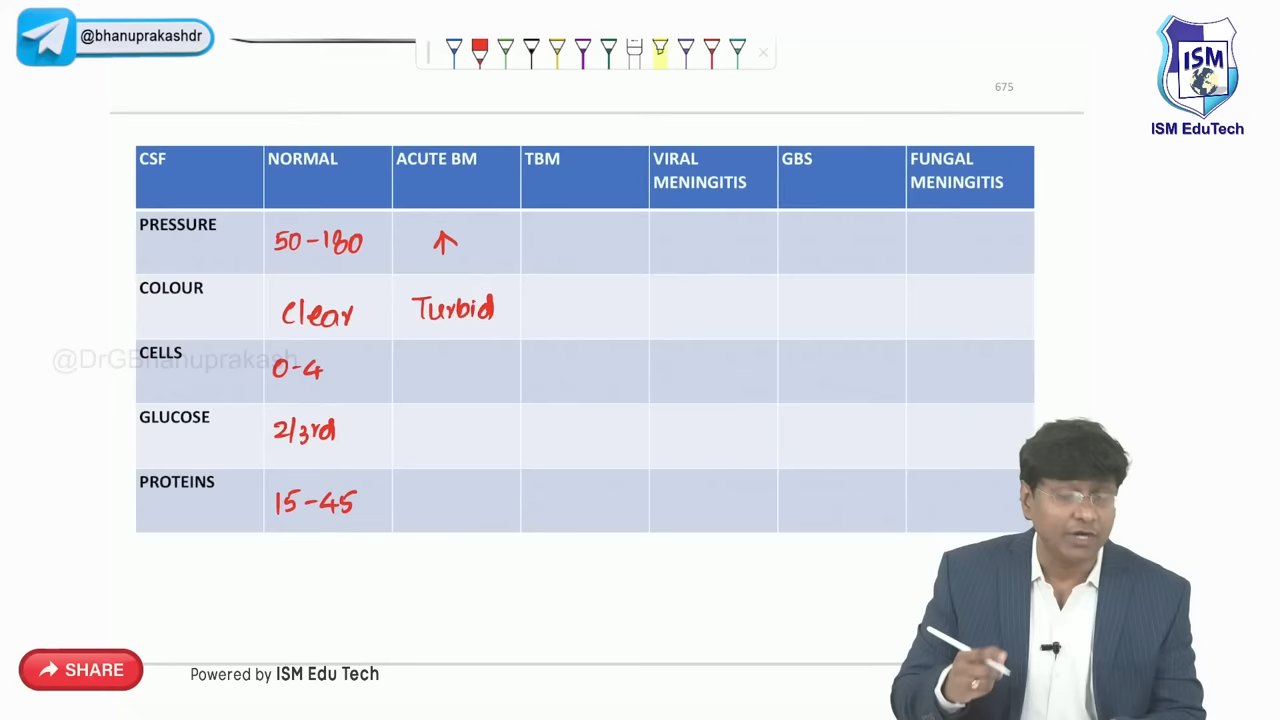 @bhanuprakashdr
ISM
ISM EduTech
675
CSF NORMAL ACUTE BM TBM VIRAL MENINGITIS GBS FUNGAL MENINGITIS
PRESSURE 50-180 ↑
COLOUR Clear Turbid
@DrGBhanuprakash
CELLS 0-4
GLUCOSE 2/3rd
PROTEINS 15-45
SHARE
Powered by ISM Edu Tech